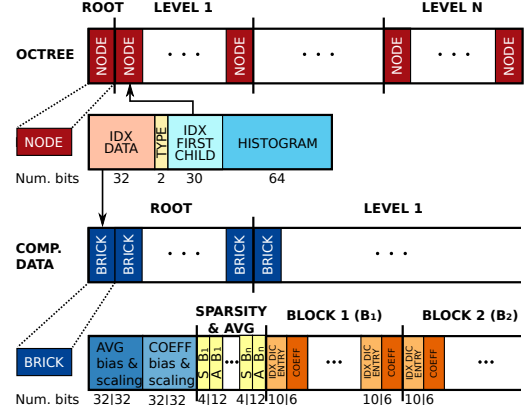 ROOT LEVEL 1 LEVEL N
OCTREE NODE NODE · · · NODE · · · NODE · · · NODE
NODE IDX DATA TYPE IDX FIRST CHILD HISTOGRAM
Num. bits 32 2 30 64
ROOT LEVEL 1
COMP. DATA BRICK BRICK · · · BRICK BRICK · · ·
SPARSITY & AVG BLOCK 1 (B₁) BLOCK 2 (B₂)
BRICK AVG bias & scaling COEFF bias & scaling S B₁ A B₁ ... S Bₙ A Bₙ IDX DIC ENTRY COEFF · · · IDX DIC ENTRY COEFF IDX DIC ENTRY COEFF · · ·
Num. bits 32|32 32|32 4|12 4|12 10|6 10|6 10|6